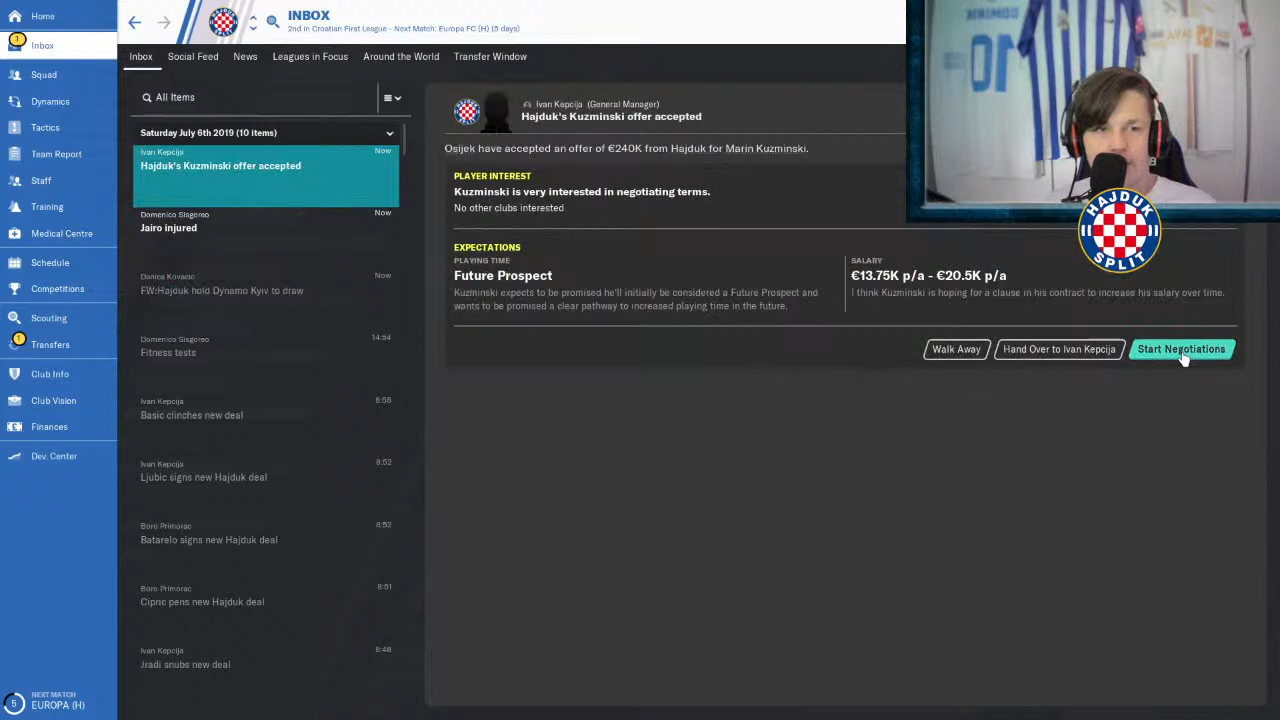 Home
1
Inbox
Squad
Dynamics
Tactics
Team Report
Staff
Training
Medical Centre
Schedule
Competitions
Scouting
1
Transfers
Club Info
Club Vision
Finances
Dev. Center
5
NEXT MATCH
EUROPA (H)
INBOX
2nd in Croatian First League - Next Match: Europa FC (H) (5 days)
Inbox
Social Feed
News
Leagues in Focus
Around the World
Transfer Window
All Items
Saturday July 6th 2019 (10 items)
Ivan Kepcija
Now
Hajduk's Kuzminski offer accepted
Domenico Sisgoreo
Now
Jairo injured
Danica Kovacic
Now
FW:Hajduk hold Dynamo Kyiv to draw
Domenico Sisgoreo
14:54
Fitness tests
Ivan Kepcija
8:58
Basic clinches new deal
Ivan Kepcija
8:52
Ljubic signs new Hajduk deal
Boro Primorac
8:52
Batarelo signs new Hajduk deal
Boro Primorac
8:51
Cipric pens new Hajduk deal
Ivan Kepcija
8:48
Jradi snubs new deal
Ivan Kepcija (General Manager)
Hajduk's Kuzminski offer accepted
Osijek have accepted an offer of €240K from Hajduk for Marin Kuzminski.
PLAYER INTEREST
Kuzminski is very interested in negotiating terms.
No other clubs interested
EXPECTATIONS
PLAYING TIME
Future Prospect
Kuzminski expects to be promised he'll initially be considered a Future Prospect and
wants to be promised a clear pathway to increased playing time in the future.
SALARY
€13.75K p/a - €20.5K p/a
I think Kuzminski is hoping for a clause in his contract to increase his salary over time.
Walk Away
Hand Over to Ivan Kepcija
Start Negotiations
10
HAJDUK
SPLIT